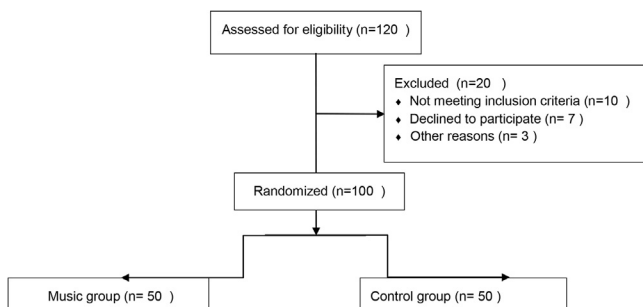 Assessed for eligibility (n=120 )
Excluded (n=20 )
♦ Not meeting inclusion criteria (n=10 )
♦ Declined to participate (n= 7 )
♦ Other reasons (n= 3 )
Randomized (n=100 )
Music group (n= 50 )
Control group (n= 50 )